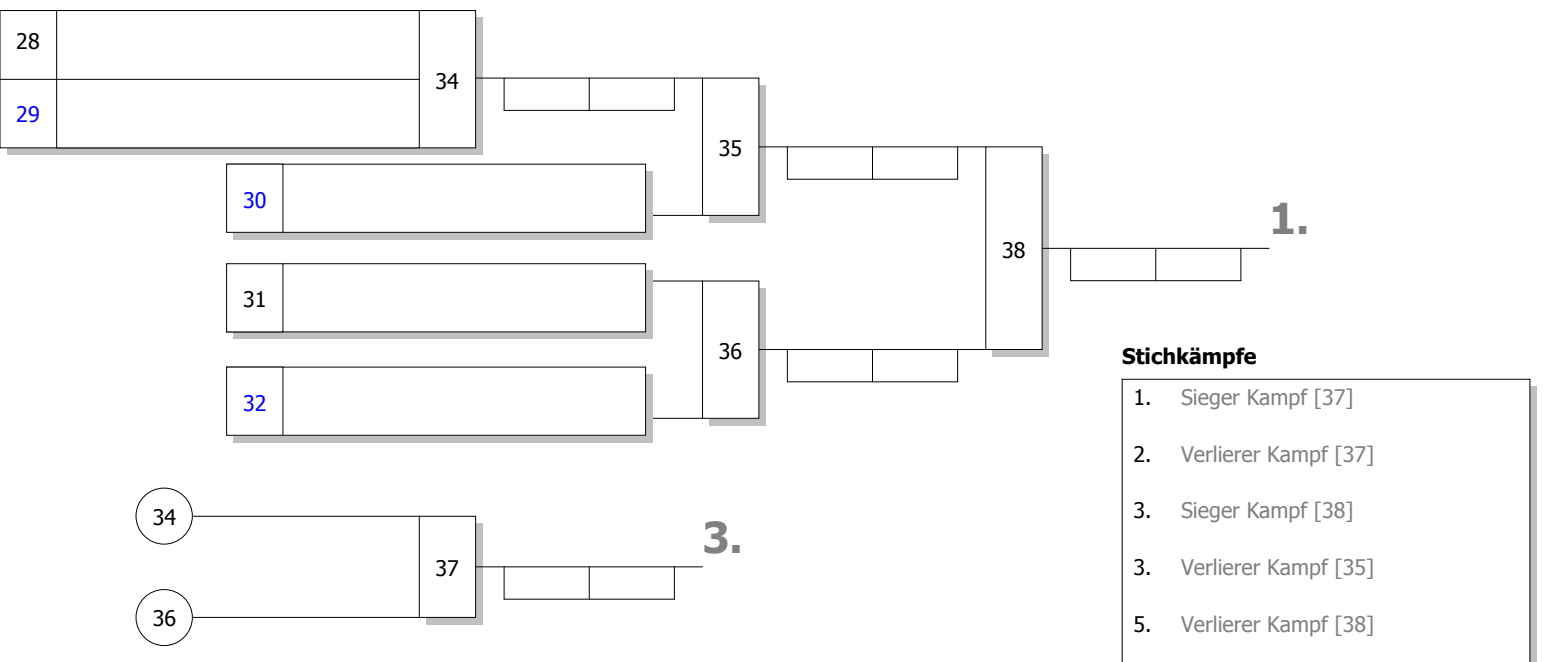 28
34
29
35
30
1.
38
31
36
32
Stichkämpfe
1. Sieger Kampf [37]
2. Verlierer Kampf [37]
3. Sieger Kampf [38]
3. Verlierer Kampf [35]
5. Verlierer Kampf [38]
34
3.
37
36